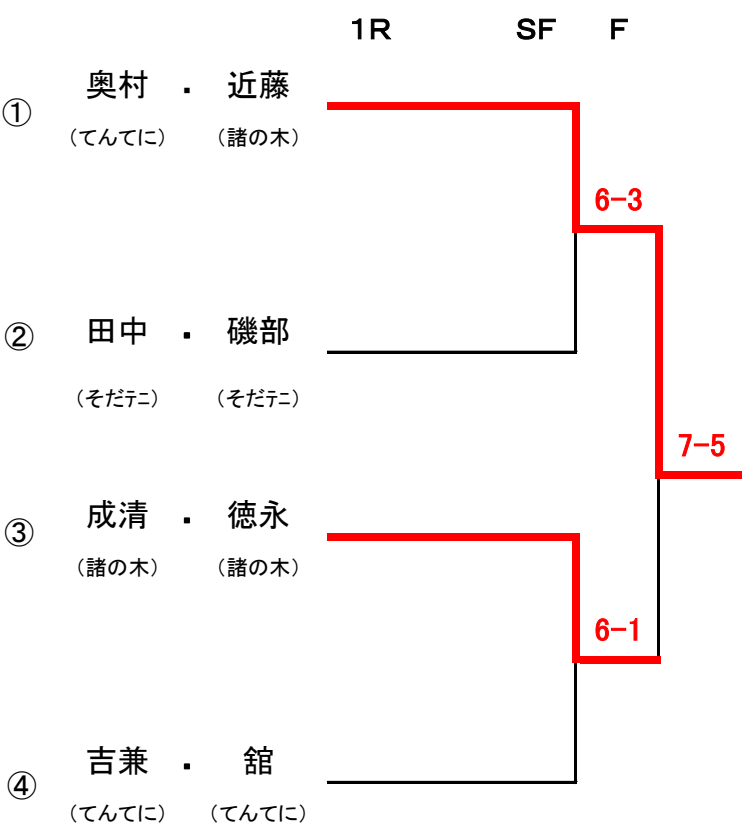 1R SF F
① 奥村 ・ 近藤
（てんてに） （諸の木）
6-3
② 田中 ・ 磯部
（そだﾃﾆ） （そだﾃﾆ）
7-5
③ 成清 ・ 徳永
（諸の木） （諸の木）
6-1
④ 吉兼 ・ 舘
（てんてに） （てんてに）